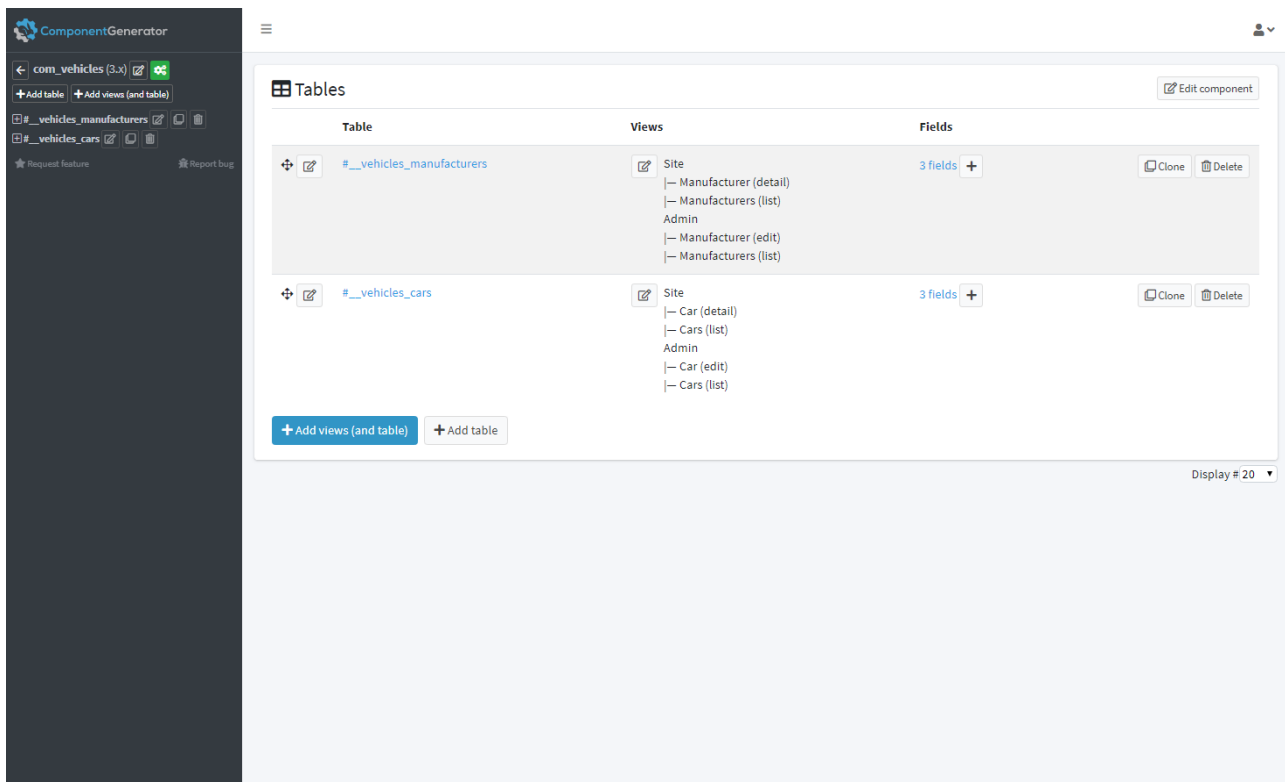 ComponentGenerator
com_vehicles (3.x)
Add table Add views (and table)
#__vehicles_manufacturers
#__vehicles_cars
Request feature Report bug
Tables Edit component
Table Views Fields
#__vehicles_manufacturers Site 3 fields Clone Delete
|— Manufacturer (detail)
|— Manufacturers (list)
Admin
|— Manufacturer (edit)
|— Manufacturers (list)
#__vehicles_cars Site 3 fields Clone Delete
|— Car (detail)
|— Cars (list)
Admin
|— Car (edit)
|— Cars (list)
Add views (and table) Add table
Display # 20